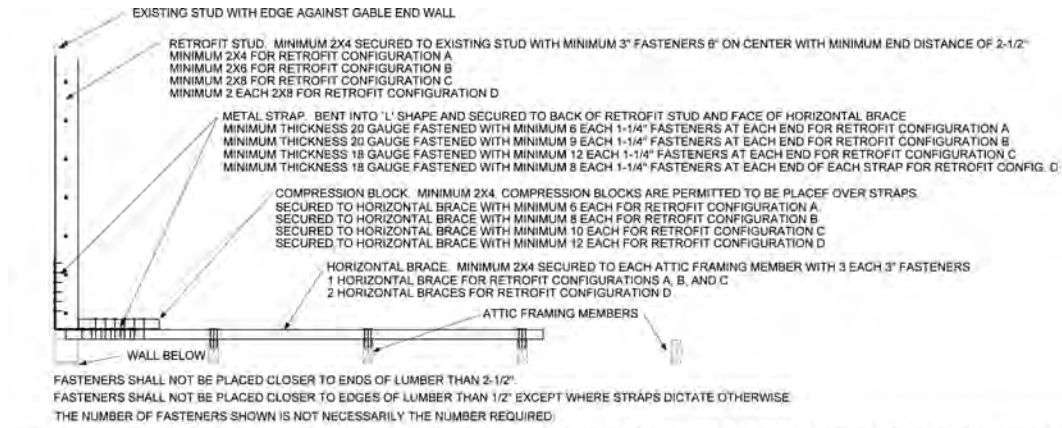 EXISTING STUD WITH EDGE AGAINST GABLE END WALL
RETROFIT STUD. MINIMUM 2X4 SECURED TO EXISTING STUD WITH MINIMUM 3" FASTENERS 6" ON CENTER WITH MINIMUM END DISTANCE OF 2-1/2"
MINIMUM 2X4 FOR RETROFIT CONFIGURATION A
MINIMUM 2X6 FOR RETROFIT CONFIGURATION B
MINIMUM 2X8 FOR RETROFIT CONFIGURATION C
MINIMUM 2 EACH 2X8 FOR RETROFIT CONFIGURATION D
METAL STRAP. BENT INTO 'L' SHAPE AND SECURED TO BACK OF RETROFIT STUD AND FACE OF HORIZONTAL BRACE
MINIMUM THICKNESS 20 GAUGE FASTENED WITH MINIMUM 6 EACH 1-1/4" FASTENERS AT EACH END FOR RETROFIT CONFIGURATION A
MINIMUM THICKNESS 20 GAUGE FASTENED WITH MINIMUM 9 EACH 1-1/4" FASTENERS AT EACH END FOR RETROFIT CONFIGURATION B
MINIMUM THICKNESS 18 GAUGE FASTENED WITH MINIMUM 12 EACH 1-1/4" FASTENERS AT EACH END FOR RETROFIT CONFIGURATION C
MINIMUM THICKNESS 18 GAUGE FASTENED WITH MINIMUM 8 EACH 1-1/4" FASTENERS AT EACH END OF EACH STRAP FOR RETROFIT CONFIG. D
COMPRESSION BLOCK. MINIMUM 2X4. COMPRESSION BLOCKS ARE PERMITTED TO BE PLACEF OVER STRAPS
SECURED TO HORIZONTAL BRACE WITH MINIMUM 6 EACH FOR RETROFIT CONFIGURATION A
SECURED TO HORIZONTAL BRACE WITH MINIMUM 8 EACH FOR RETROFIT CONFIGURATION B
SECURED TO HORIZONTAL BRACE WITH MINIMUM 10 EACH FOR RETROFIT CONFIGURATION C
SECURED TO HORIZONTAL BRACE WITH MINIMUM 12 EACH FOR RETROFIT CONFIGURATION D
HORIZONTAL BRACE. MINIMUM 2X4 SECURED TO EACH ATTIC FRAMING MEMBER WITH 3 EACH 3" FASTENERS
1 HORIZONTAL BRACE FOR RETROFIT CONFIGURATIONS A, B, AND C
2 HORIZONTAL BRACES FOR RETROFIT CONFIGURATION D
ATTIC FRAMING MEMBERS
WALL BELOW
FASTENERS SHALL NOT BE PLACED CLOSER TO ENDS OF LUMBER THAN 2-1/2".
FASTENERS SHALL NOT BE PLACED CLOSER TO EDGES OF LUMBER THAN 1/2" EXCEPT WHERE STRAPS DICTATE OTHERWISE
THE NUMBER OF FASTENERS SHOWN IS NOT NECESSARILY THE NUMBER REQUIRED